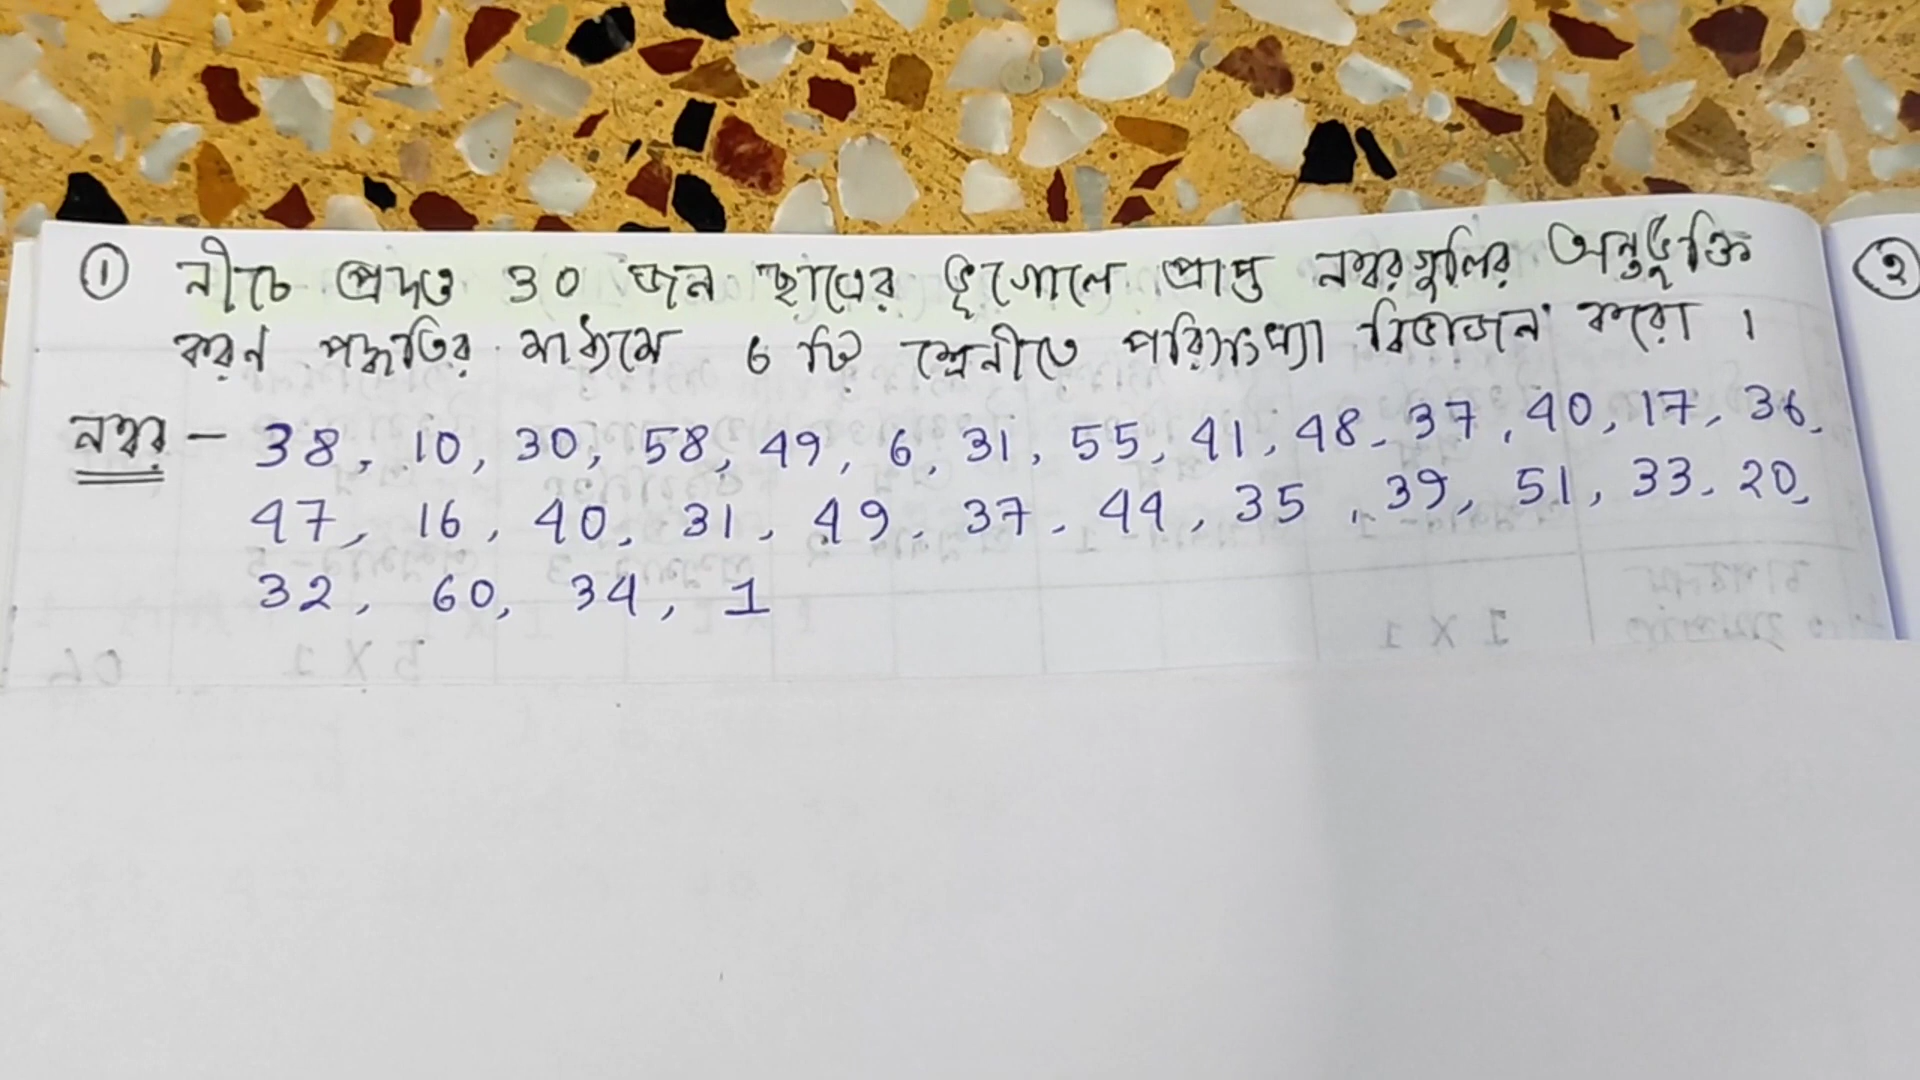 ① নীচে প্রদত্ত 30 জন ছাত্রের ভূগোলে প্রাপ্ত নম্বরগুলির অন্তর্ভুক্তি ②
করণ পদ্ধতির মাধ্যমে 6 টি শ্রেনীতে পরিসংখ্যা বিভাজন করো ।
নম্বর - 38, 10, 30, 58, 49, 6, 31, 55, 41, 48, 37, 40, 17, 36,
47, 16, 40, 31, 49, 37, 44, 35, 39, 51, 33, 20,
32, 60, 34, 1